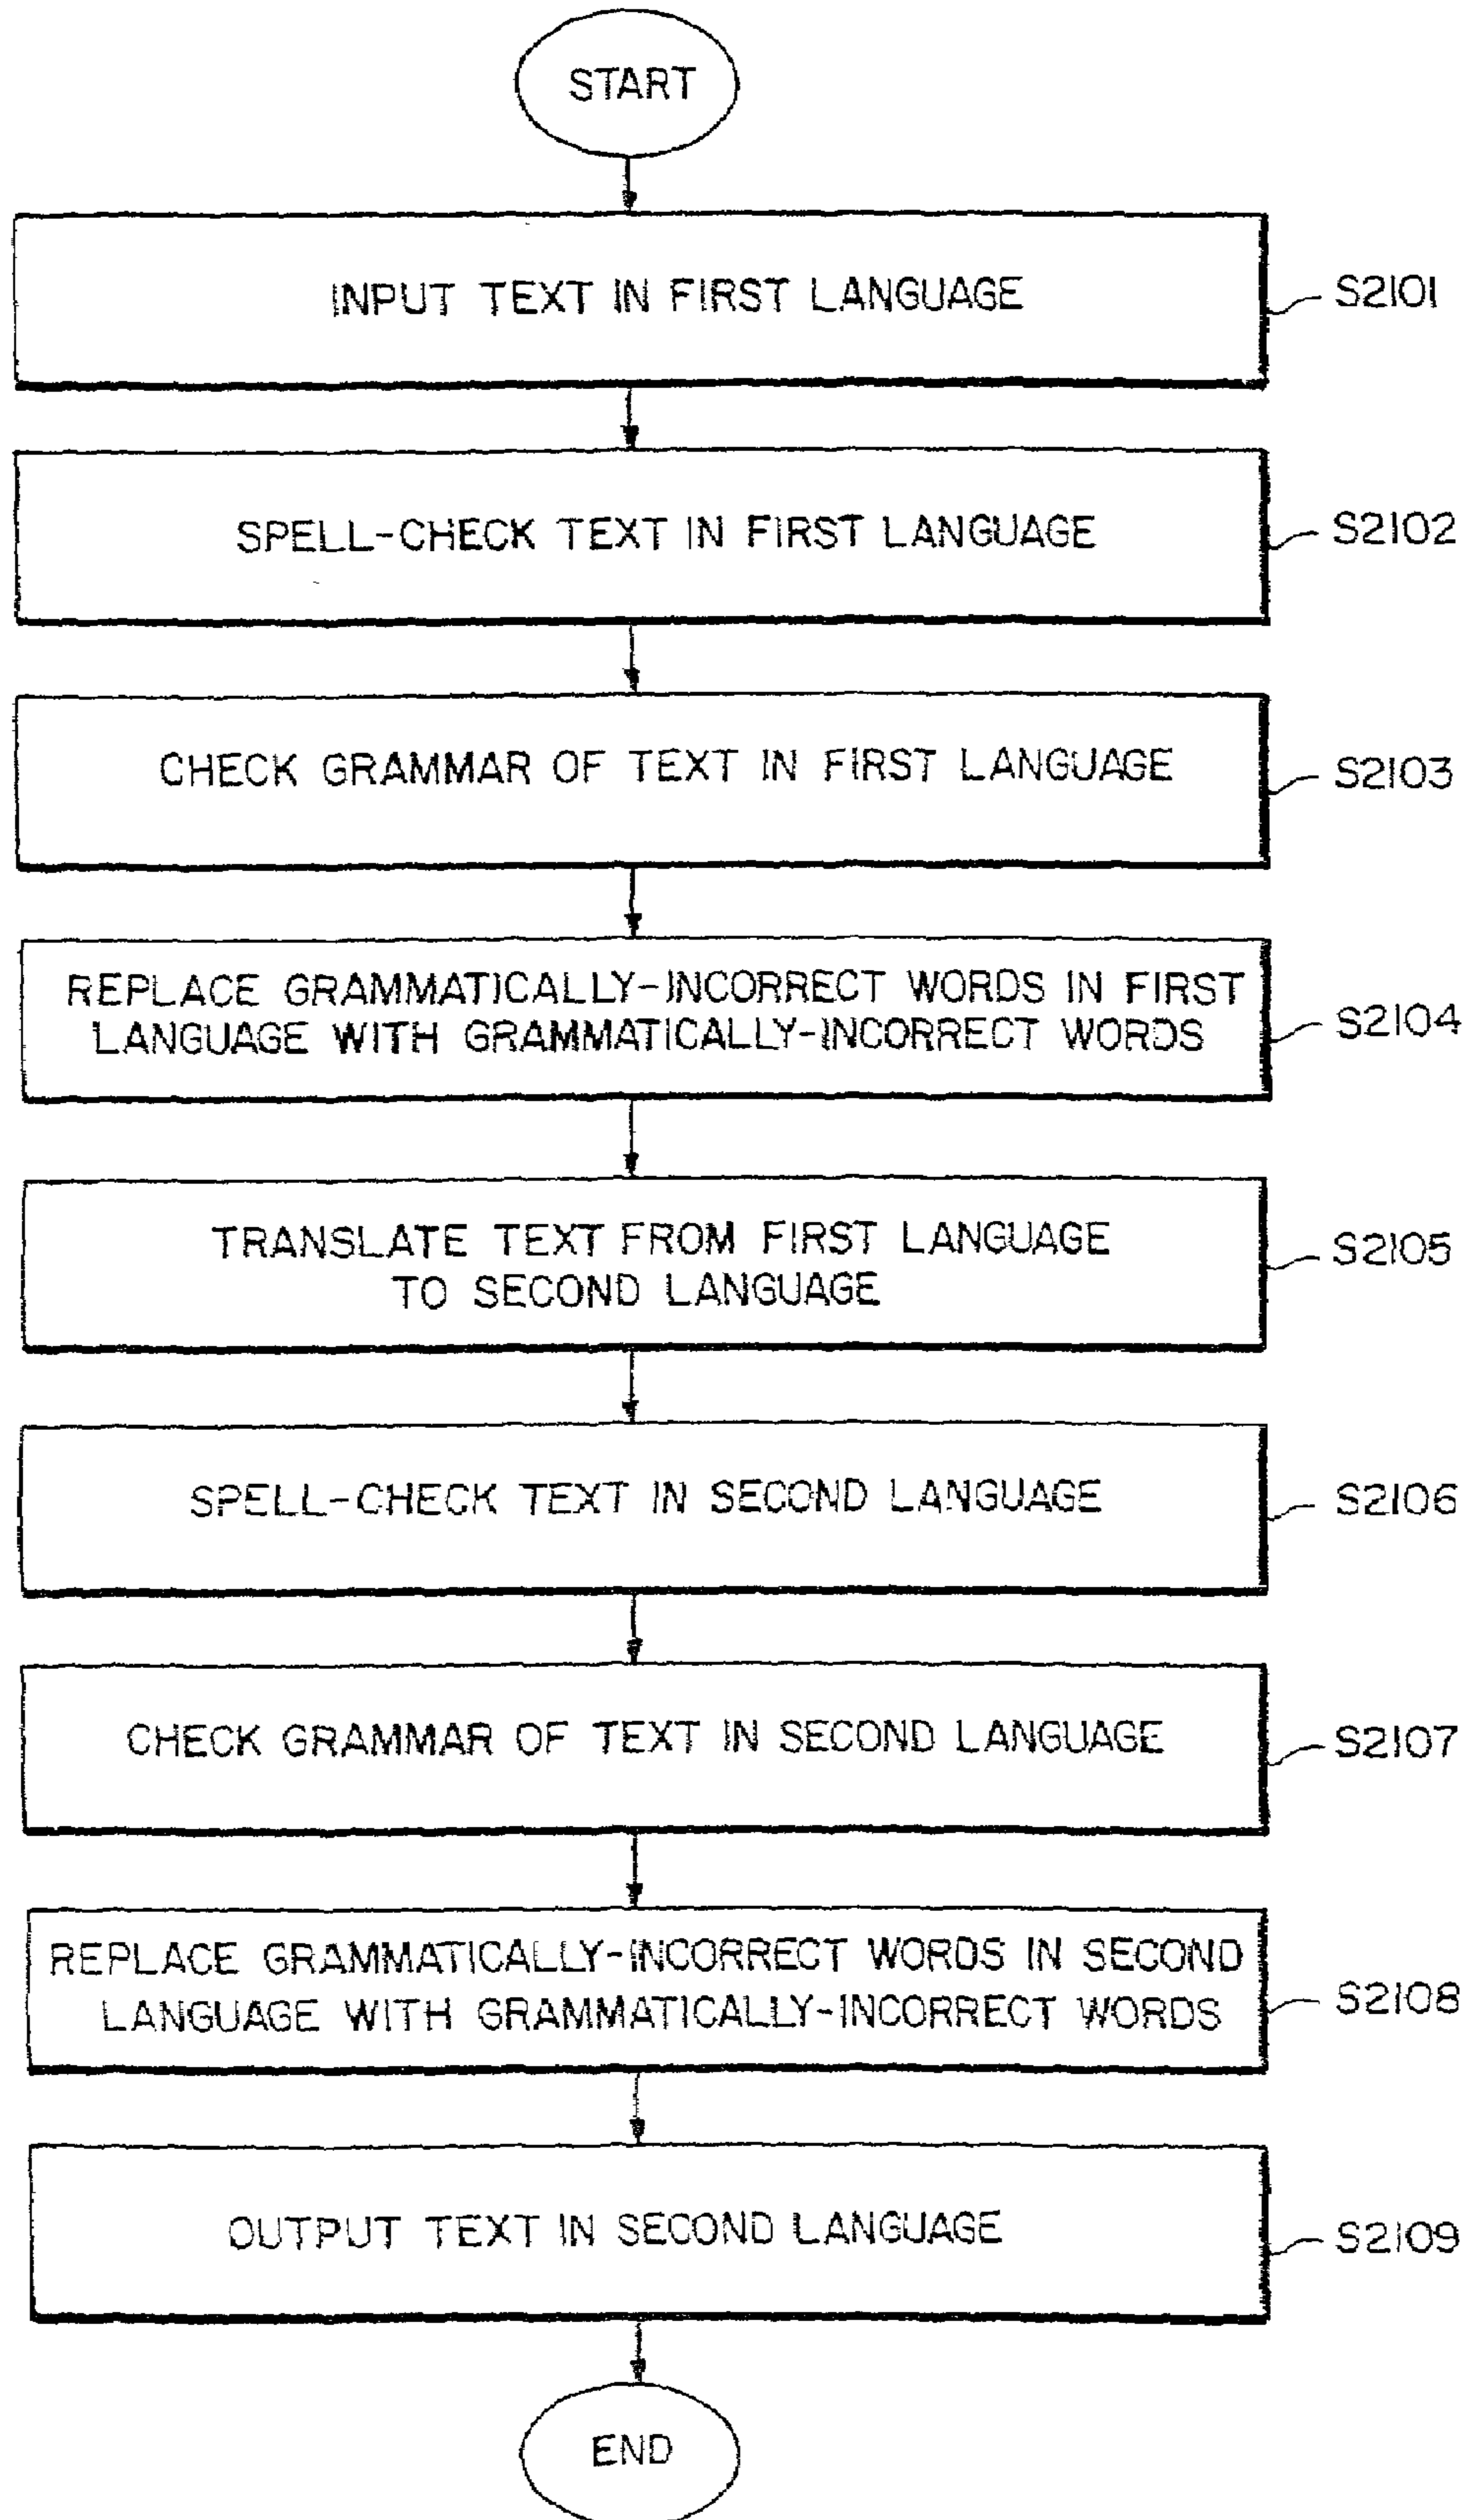 START
INPUT TEXT IN FIRST LANGUAGE
S2101
SPELL-CHECK TEXT IN FIRST LANGUAGE
S2102
CHECK GRAMMAR OF TEXT IN FIRST LANGUAGE
S2103
REPLACE GRAMMATICALLY-INCORRECT WORDS IN FIRST
LANGUAGE WITH GRAMMATICALLY-INCORRECT WORDS
S2104
TRANSLATE TEXT FROM FIRST LANGUAGE
TO SECOND LANGUAGE
S2105
SPELL-CHECK TEXT IN SECOND LANGUAGE
S2106
CHECK GRAMMAR OF TEXT IN SECOND LANGUAGE
S2107
REPLACE GRAMMATICALLY-INCORRECT WORDS IN SECOND
LANGUAGE WITH GRAMMATICALLY-INCORRECT WORDS
S2108
OUTPUT TEXT IN SECOND LANGUAGE
S2109
END